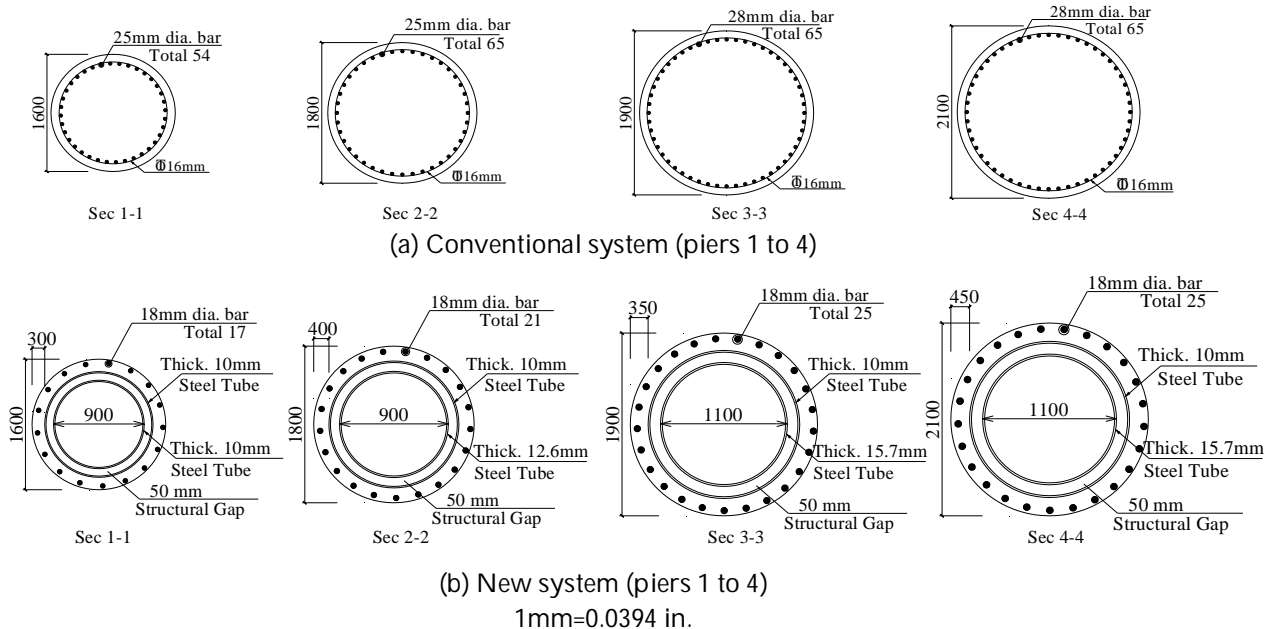 25mm dia. bar
Total 54
1600
Φ16mm
Sec 1-1
25mm dia. bar
Total 65
1800
Φ16mm
Sec 2-2
28mm dia. bar
Total 65
1900
Φ16mm
Sec 3-3
28mm dia. bar
Total 65
2100
Φ16mm
Sec 4-4
(a) Conventional system (piers 1 to 4)
18mm dia. bar
Total 17
300
Thick. 10mm
Steel Tube
1600
900
Thick. 10mm
Steel Tube
50 mm
Structural Gap
Sec 1-1
18mm dia. bar
Total 21
400
Thick. 10mm
Steel Tube
1800
900
Thick. 12.6mm
Steel Tube
50 mm
Structural Gap
Sec 2-2
18mm dia. bar
Total 25
350
Thick. 10mm
Steel Tube
1900
1100
Thick. 15.7mm
Steel Tube
50 mm
Structural Gap
Sec 3-3
18mm dia. bar
Total 25
450
Thick. 10mm
Steel Tube
2100
1100
Thick. 15.7mm
Steel Tube
50 mm
Structural Gap
Sec 4-4
(b) New system (piers 1 to 4)
1mm=0.0394 in.